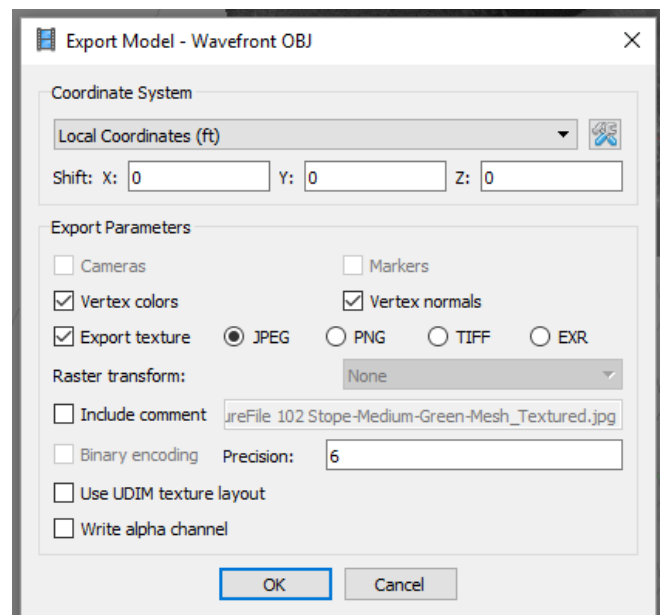 Export Model - Wavefront OBJ
Coordinate System
Local Coordinates (ft)
Shift: X: 0 Y: 0 Z: 0
Export Parameters
Cameras Markers
Vertex colors Vertex normals
Export texture JPEG PNG TIFF EXR
Raster transform: None
Include comment ureFile 102 Stope-Medium-Green-Mesh_Textured.jpg
Binary encoding Precision: 6
Use UDIM texture layout
Write alpha channel
OK Cancel